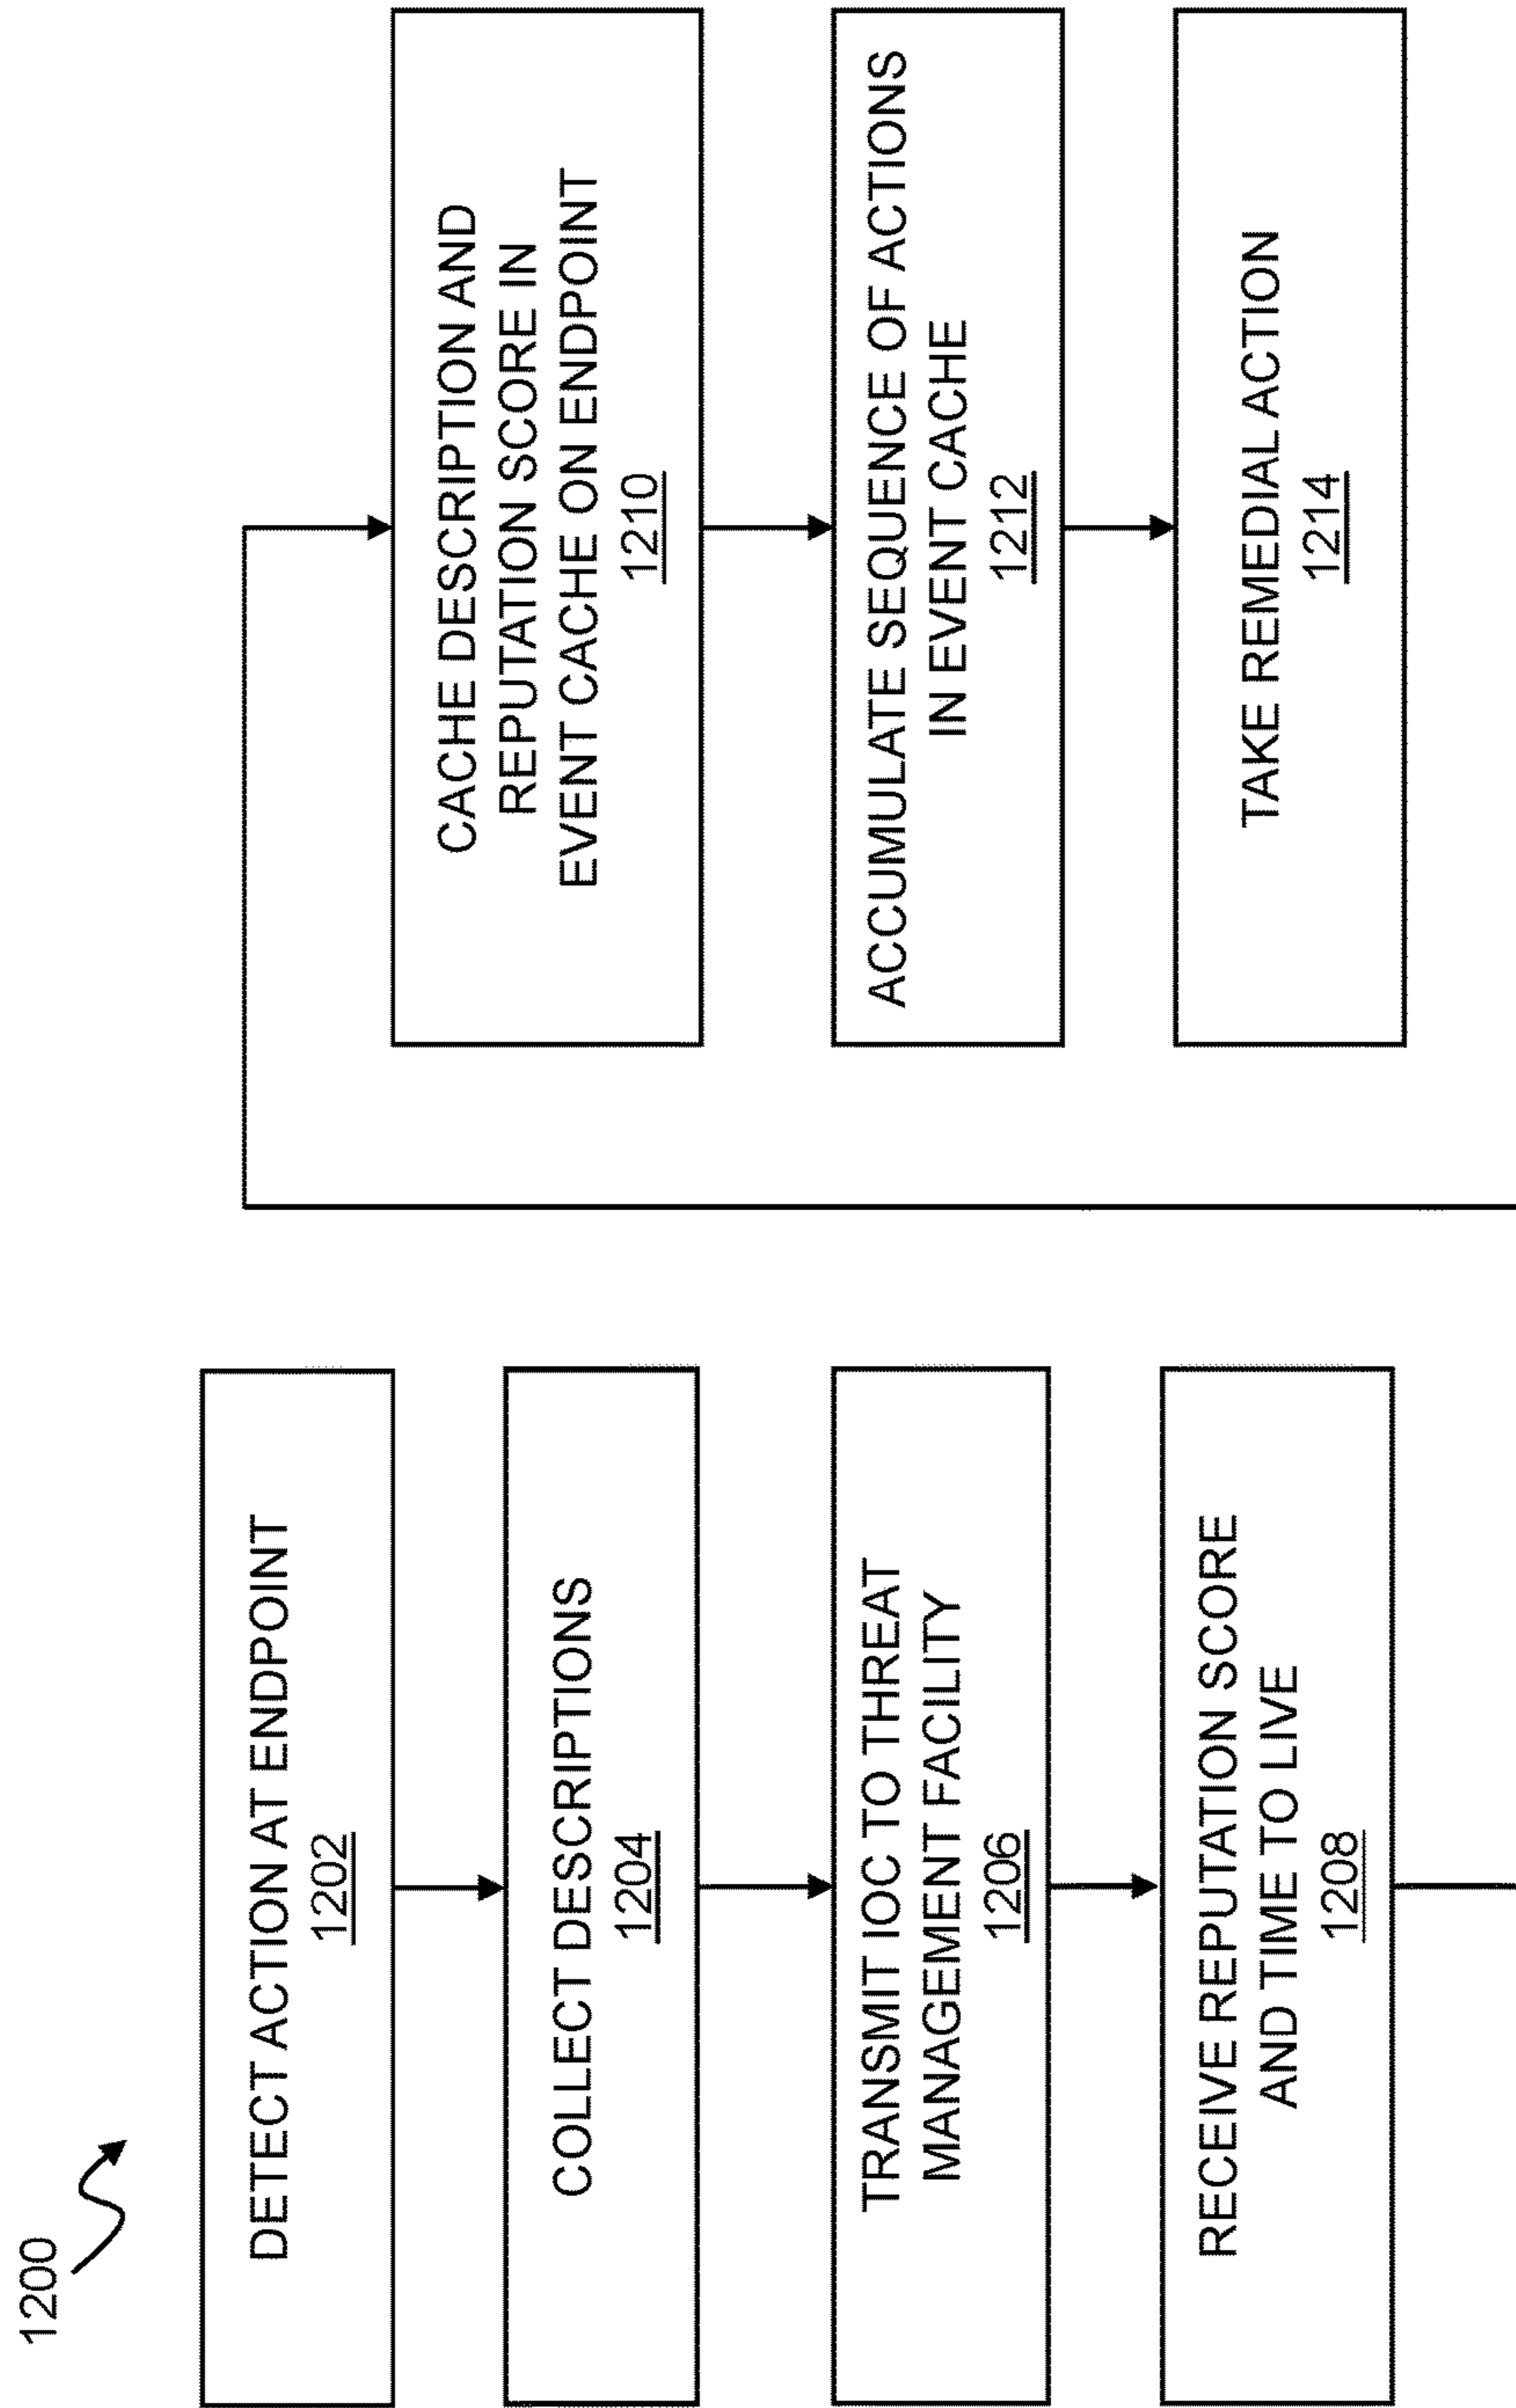 1200
DETECT ACTION AT ENDPOINT
1202
COLLECT DESCRIPTIONS
1204
TRANSMIT IOC TO THREAT
MANAGEMENT FACILITY
1206
RECEIVE REPUTATION SCORE
AND TIME TO LIVE
1208
CACHE DESCRIPTION AND
REPUTATION SCORE IN
EVENT CACHE ON ENDPOINT
1210
ACCUMULATE SEQUENCE OF ACTIONS
IN EVENT CACHE
1212
TAKE REMEDIAL ACTION
1214